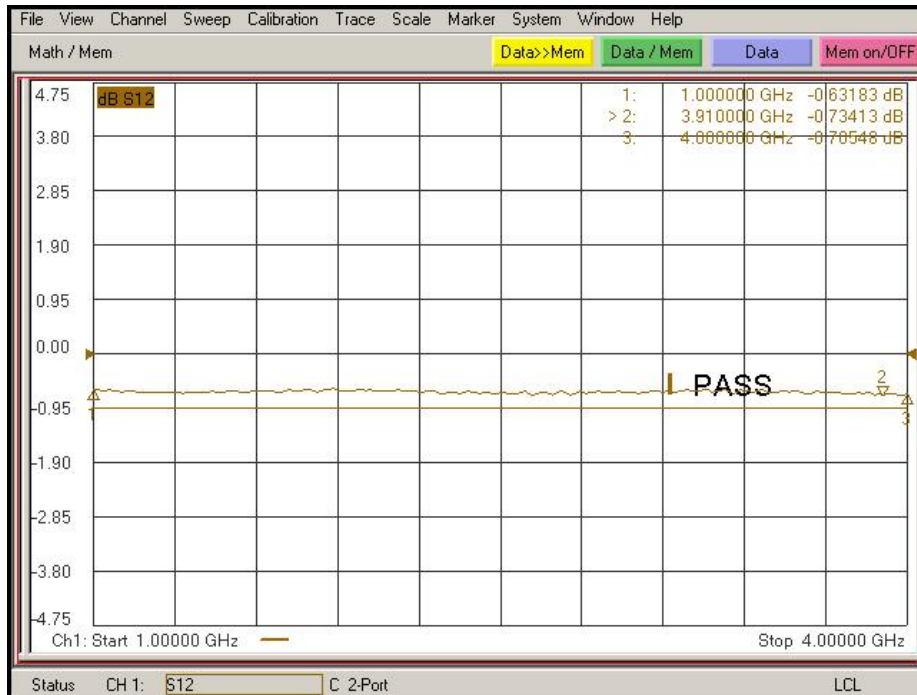 File View Channel Sweep Calibration Trace Scale Marker System Window Help
Math / Mem Data>>Mem Data / Mem Data Mem on/OFF
4.75 dB S12 1: 1.000000 GHz -0.63183 dB
> 2: 3.910000 GHz -0.73413 dB
3.80 3: 4.000000 GHz -0.70548 dB
2.85
1.90
0.95
0.00
PASS 2
-0.95 1 3
-1.90
-2.85
-3.80
-4.75
Ch1: Start 1.00000 GHz Stop 4.00000 GHz
Status CH 1: S12 C 2-Port LCL